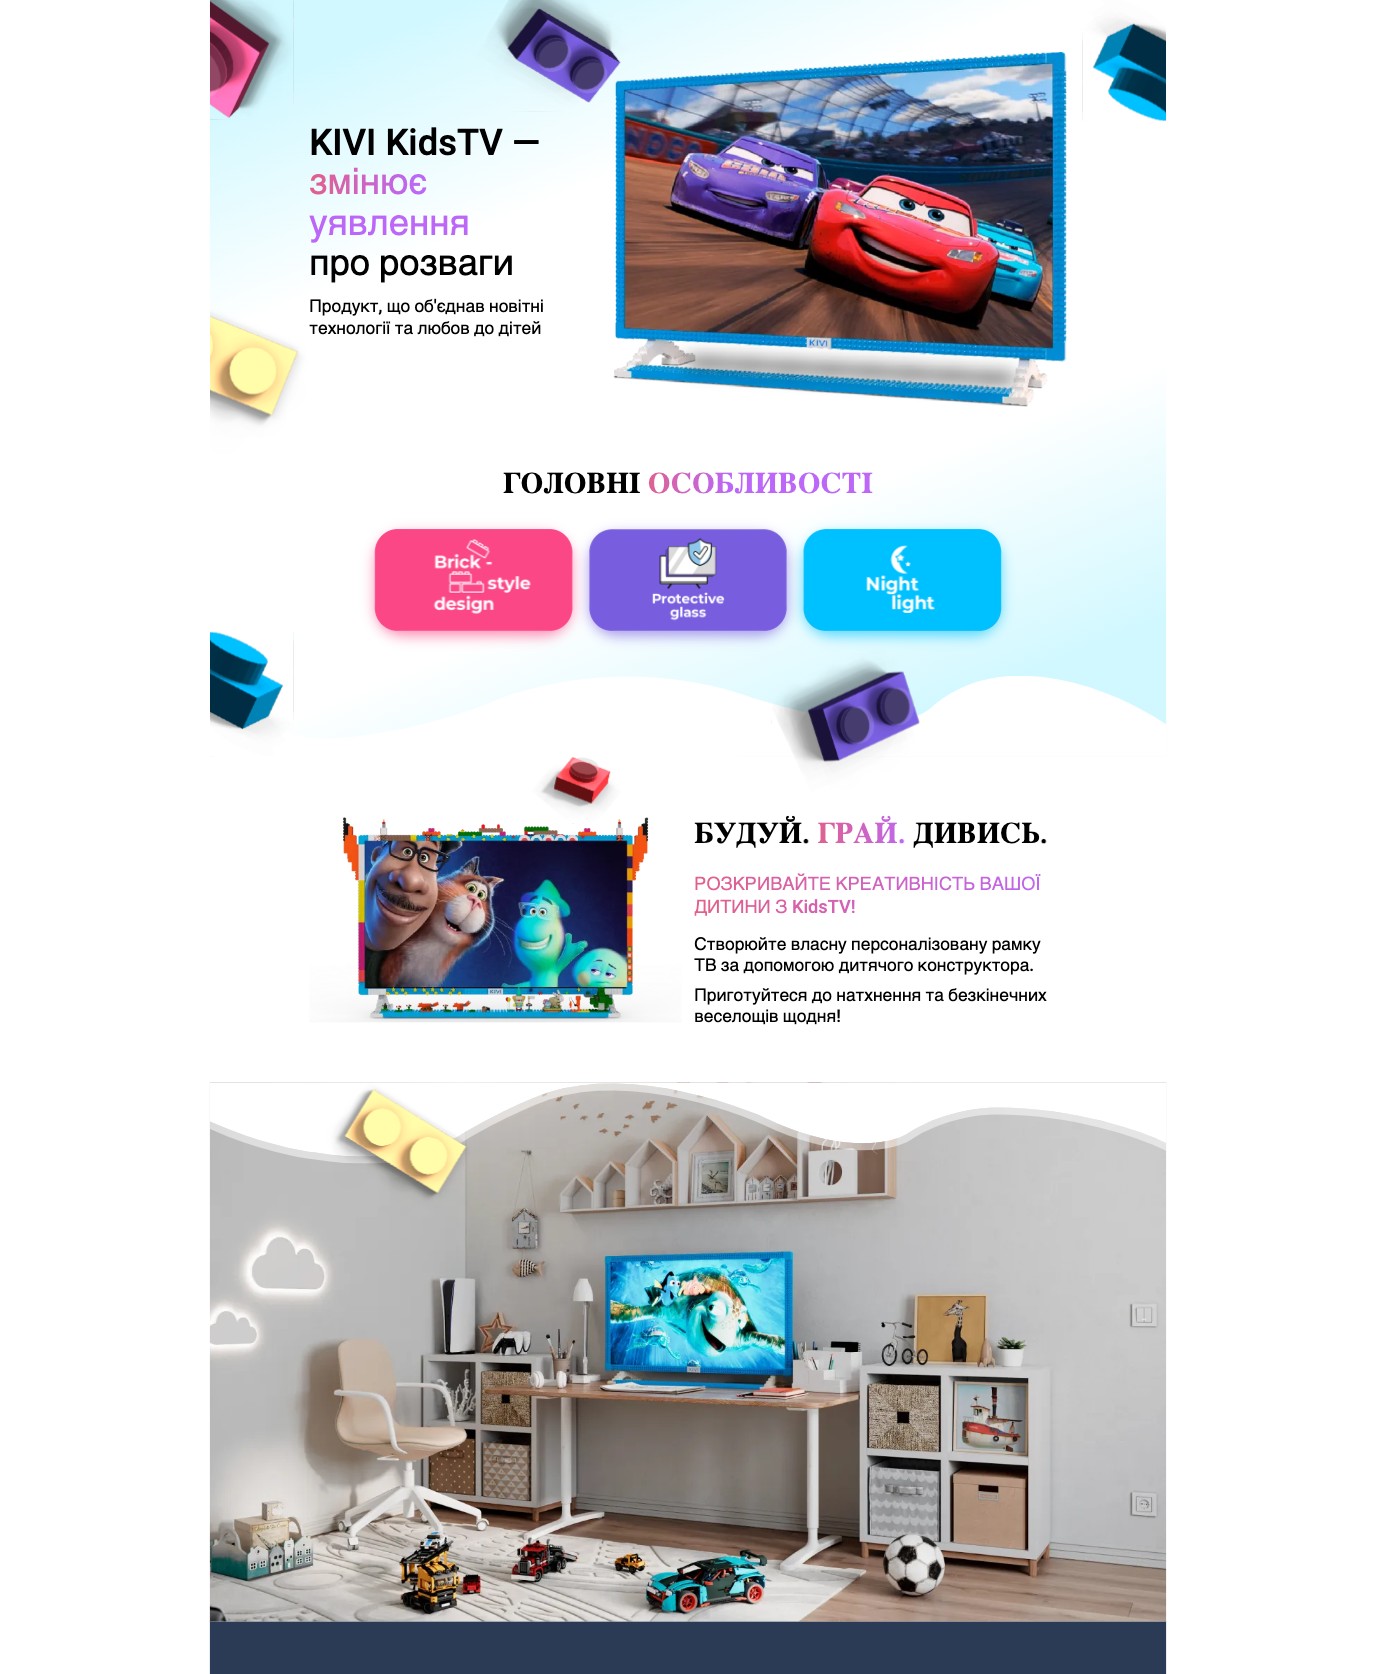 KIVI KidsTV —
змінює
уявлення
про розваги
Продукт, що об'єднав новітні
технології та любов до дітей
KIVI
ГОЛОВНІ ОСОБЛИВОСТІ
Brick -
style
design
Protective
glass
Night
light
БУДУЙ. ГРАЙ. ДИВИСЬ.
РОЗКРИВАЙТЕ КРЕАТИВНІСТЬ ВАШОЇ
ДИТИНИ З KidsTV!
Створюйте власну персоналізовану рамку
ТВ за допомогою дитячого конструктора.
Приготуйтеся до натхнення та безкінечних
веселощів щодня!
KIVI
KIVI